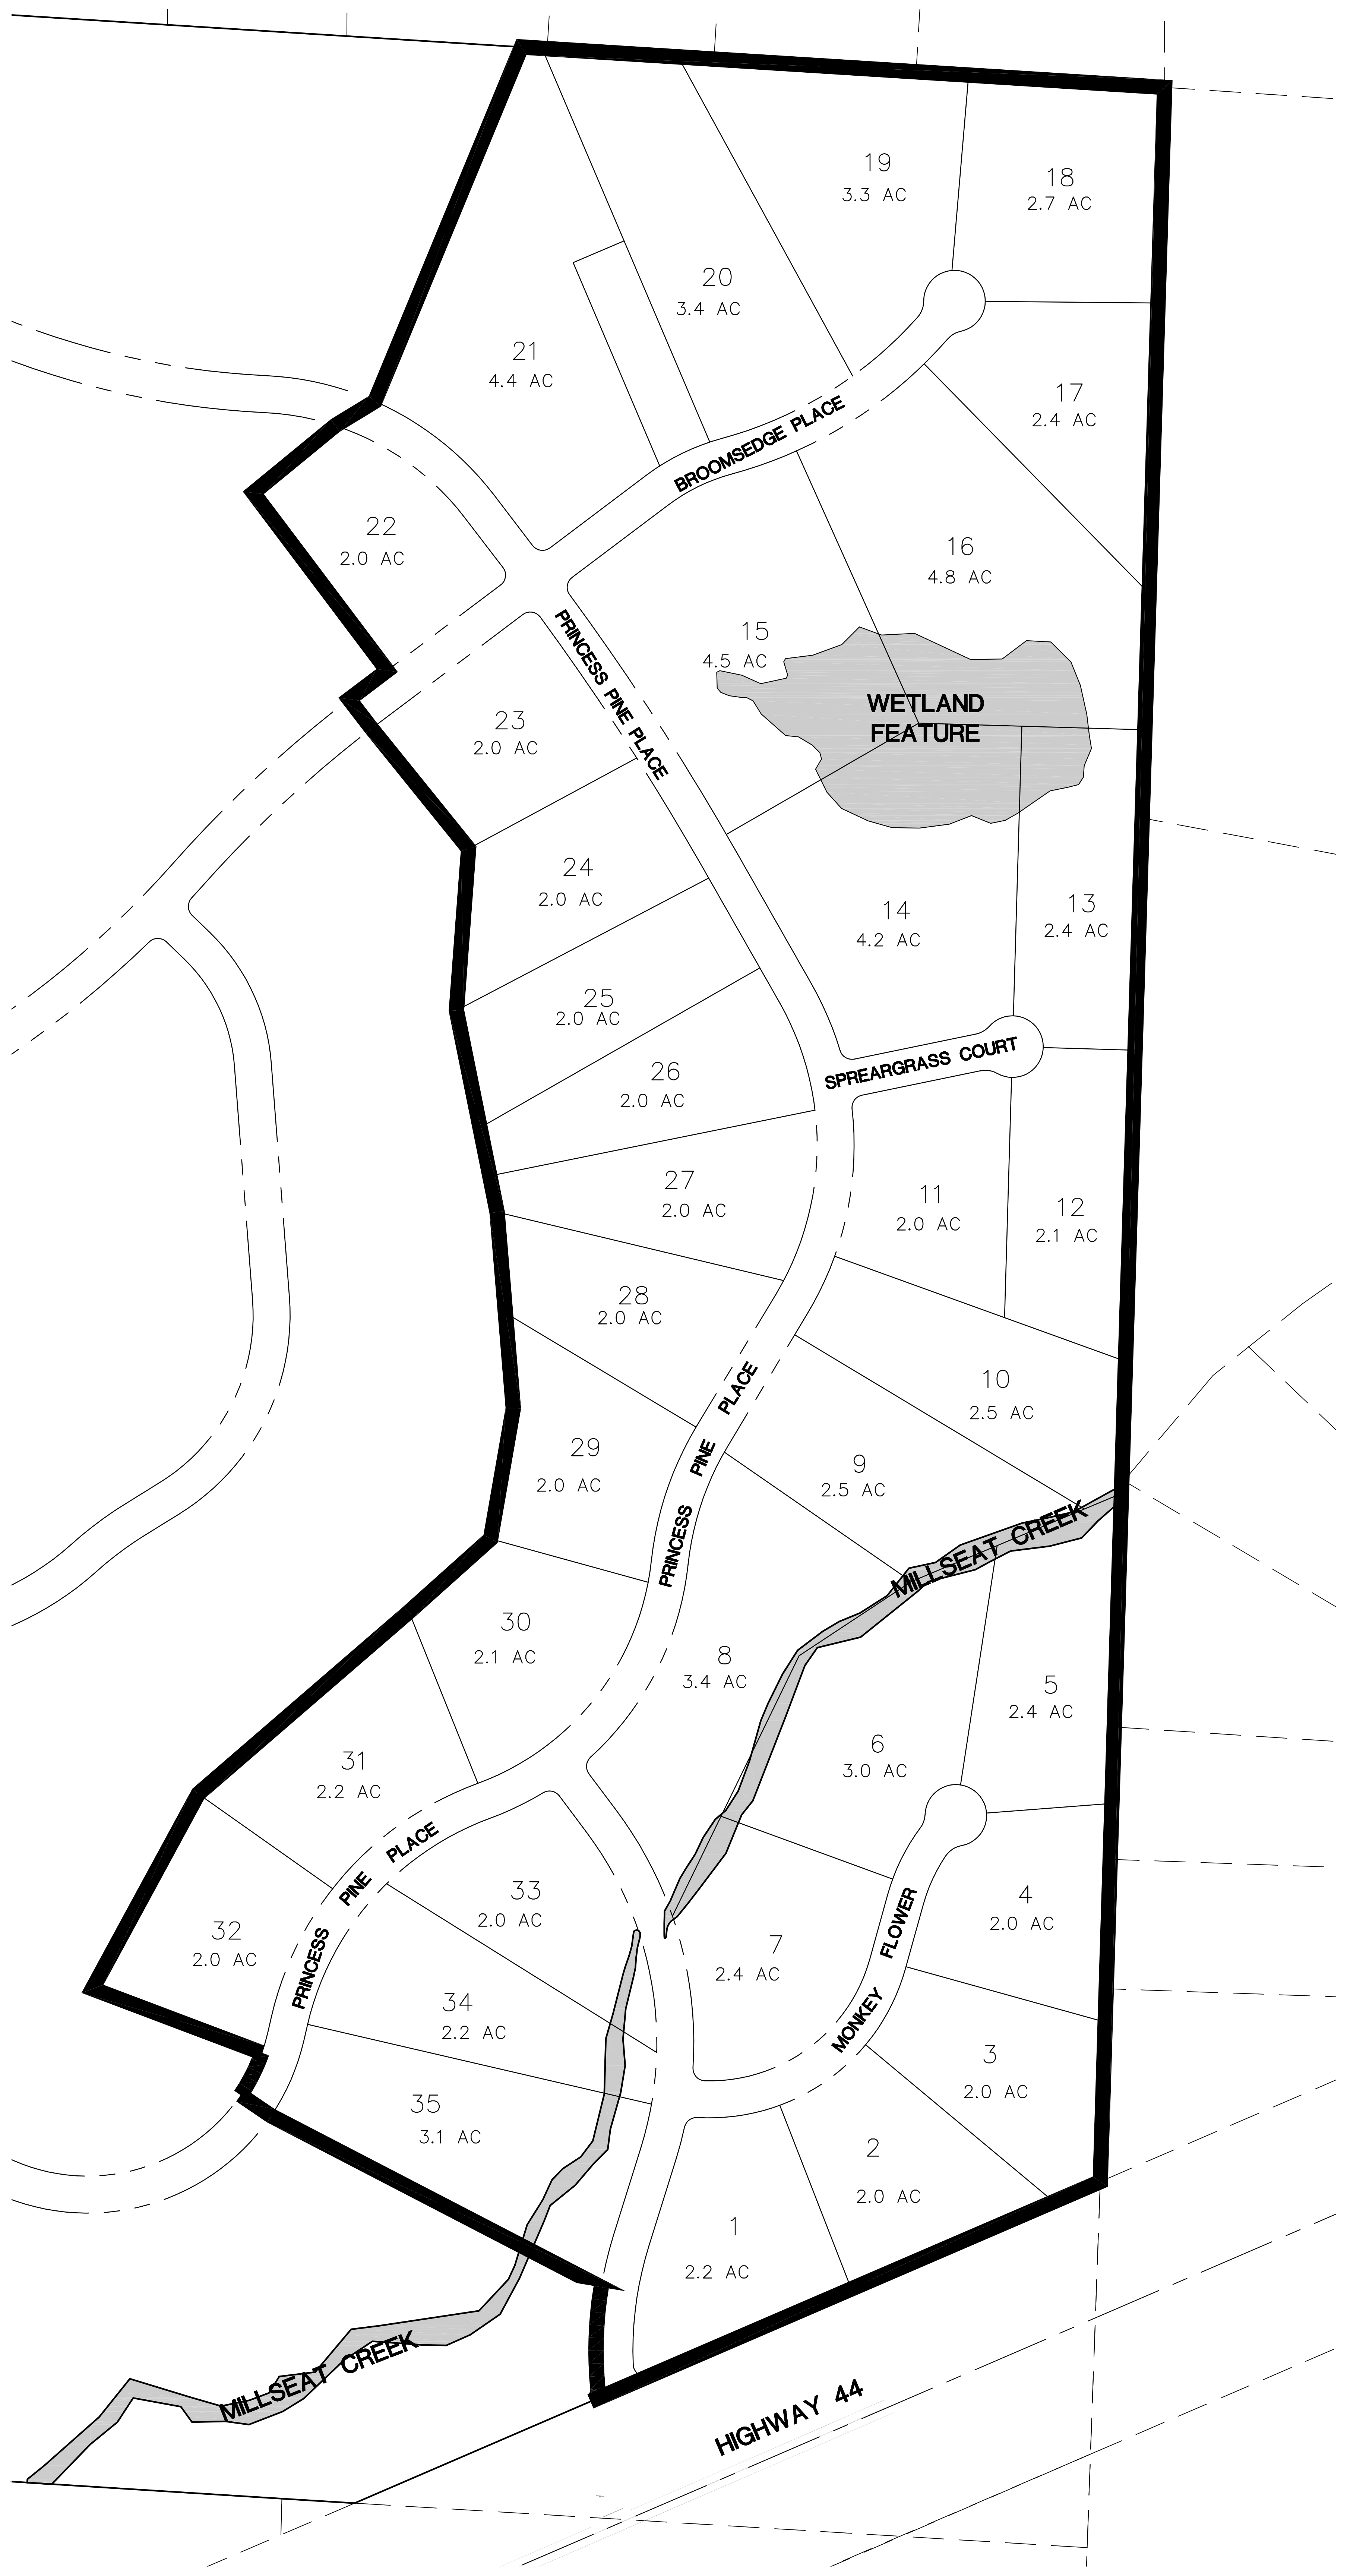 19
3.3 AC
18
2.7 AC
20
3.4 AC
21
4.4 AC
17
2.4 AC
BROOMSEDGE PLACE
22
2.0 AC
16
4.8 AC
15
4.5 AC
PRINCESS PINE PLACE
WETLAND
FEATURE
23
2.0 AC
24
2.0 AC
14
4.2 AC
13
2.4 AC
25
2.0 AC
SPREARGRASS COURT
26
2.0 AC
27
2.0 AC
11
2.0 AC
12
2.1 AC
28
2.0 AC
PRINCESS PINE PLACE
10
2.5 AC
29
2.0 AC
9
2.5 AC
MILLSEAT CREEK
30
2.1 AC
8
3.4 AC
5
2.4 AC
6
3.0 AC
31
2.2 AC
PRINCESS PINE PLACE
33
2.0 AC
4
2.0 AC
32
2.0 AC
7
2.4 AC
MONKEY FLOWER
34
2.2 AC
3
2.0 AC
35
3.1 AC
2
2.0 AC
1
2.2 AC
MILLSEAT CREEK
HIGHWAY 44